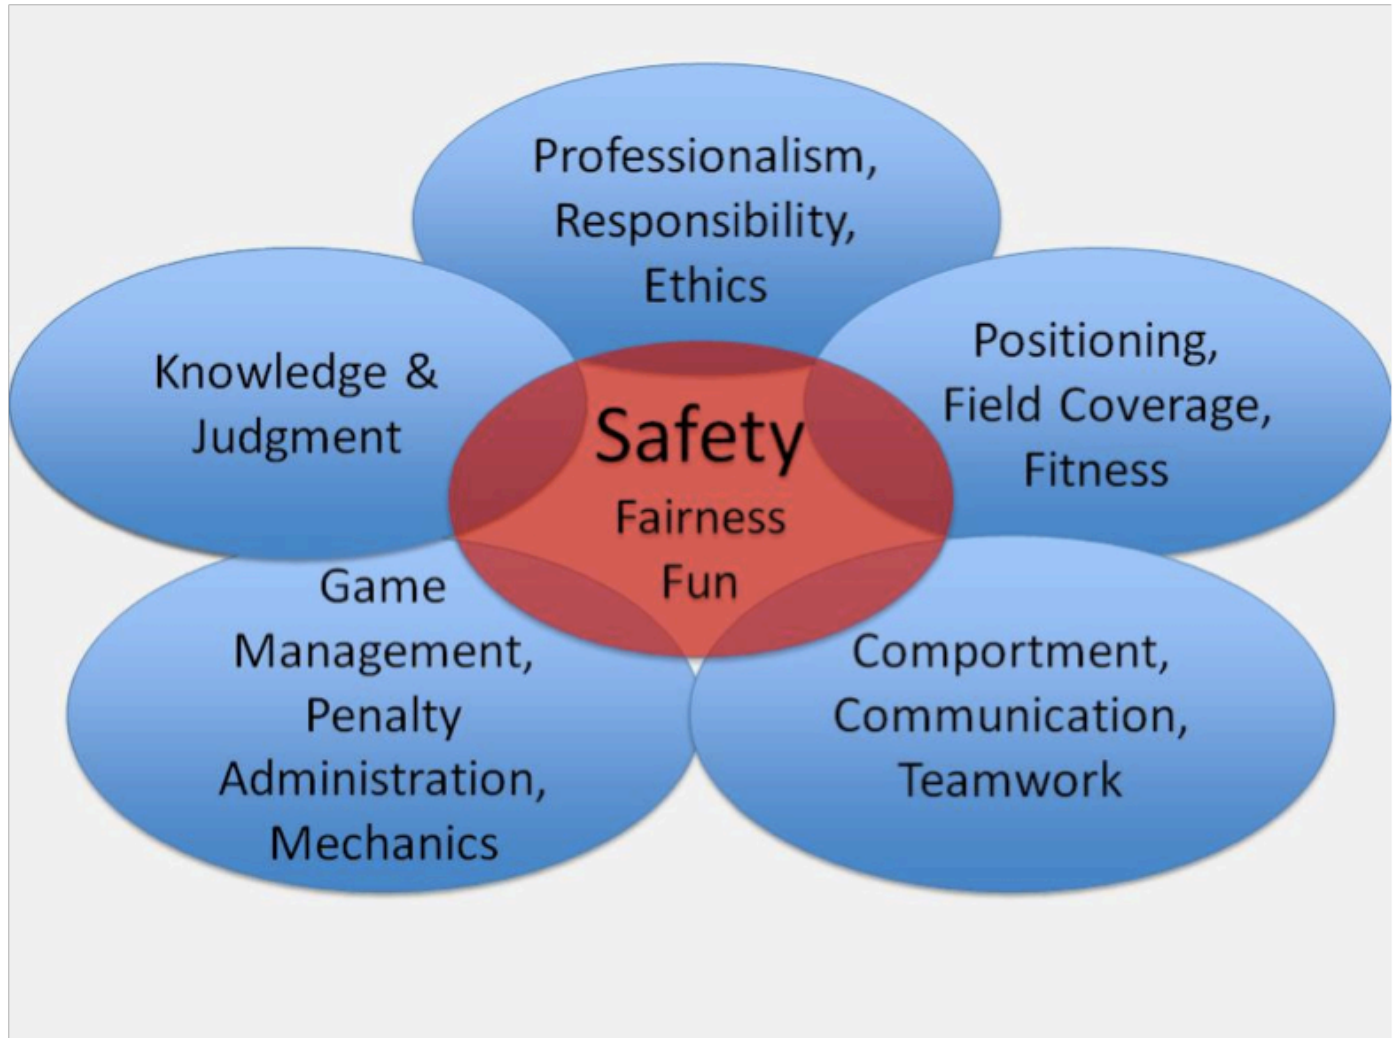 Professionalism,
Responsibility,
Ethics
Knowledge &
Judgment
Positioning,
Field Coverage,
Fitness
Safety
Fairness
Fun
Game
Management,
Penalty
Administration,
Mechanics
Comportment,
Communication,
Teamwork